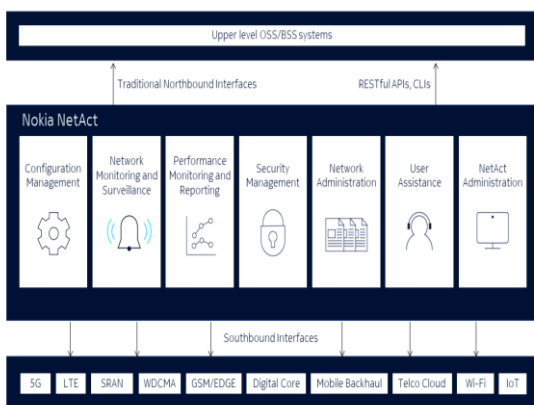 Upper level OSS/BSS systems
Traditional Northbound Interfaces
RESTful APIs, CLIs
Nokia NetAct
Configuration
Management
Network
Monitoring and
Surveillance
Performance
Monitoring and
Reporting
Security
Management
Network
Administration
User
Assistance
NetAct
Administration
Southbound Interfaces
5G
LTE
SRAN
WDCMA
GSM/EDGE
Digital Core
Mobile Backhaul
Telco Cloud
Wi-Fi
IoT